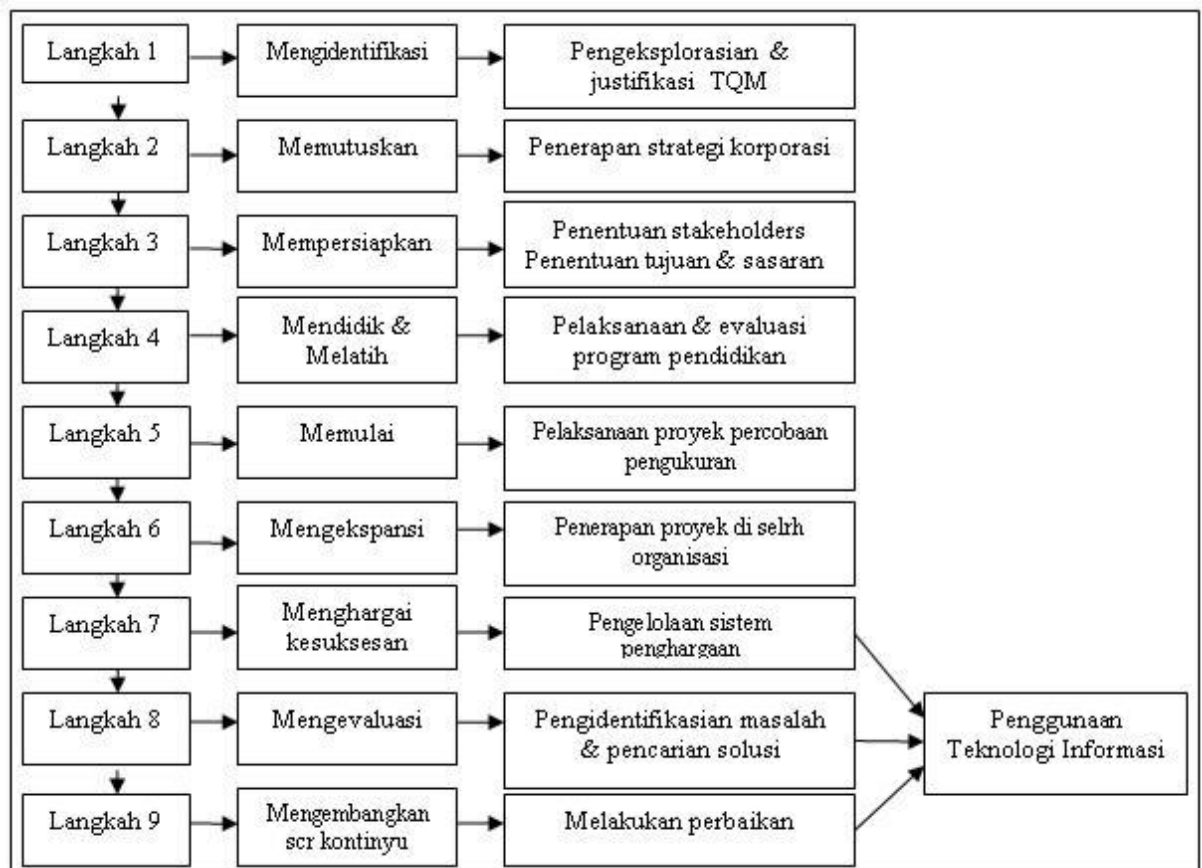 Langkah 1
Mengidentifikasi
Pengeksplorasian &
justifikasi TQM
Langkah 2
Memutuskan
Penerapan strategi korporasi
Langkah 3
Mempersiapkan
Penentuan stakeholders
Penentuan tujuan & sasaran
Langkah 4
Mendidik &
Melatih
Pelaksanaan & evaluasi
program pendidikan
Langkah 5
Memulai
Pelaksanaan proyek percobaan
pengukuran
Langkah 6
Mengekspansi
Penerapan proyek di selrh
organisasi
Langkah 7
Menghargai
kesuksesan
Pengelolaan sistem
penghargaan
Langkah 8
Mengevaluasi
Pengidentifikasian masalah
& pencarian solusi
Penggunaan
Teknologi Informasi
Langkah 9
Mengembangkan
scr kontinyu
Melakukan perbaikan